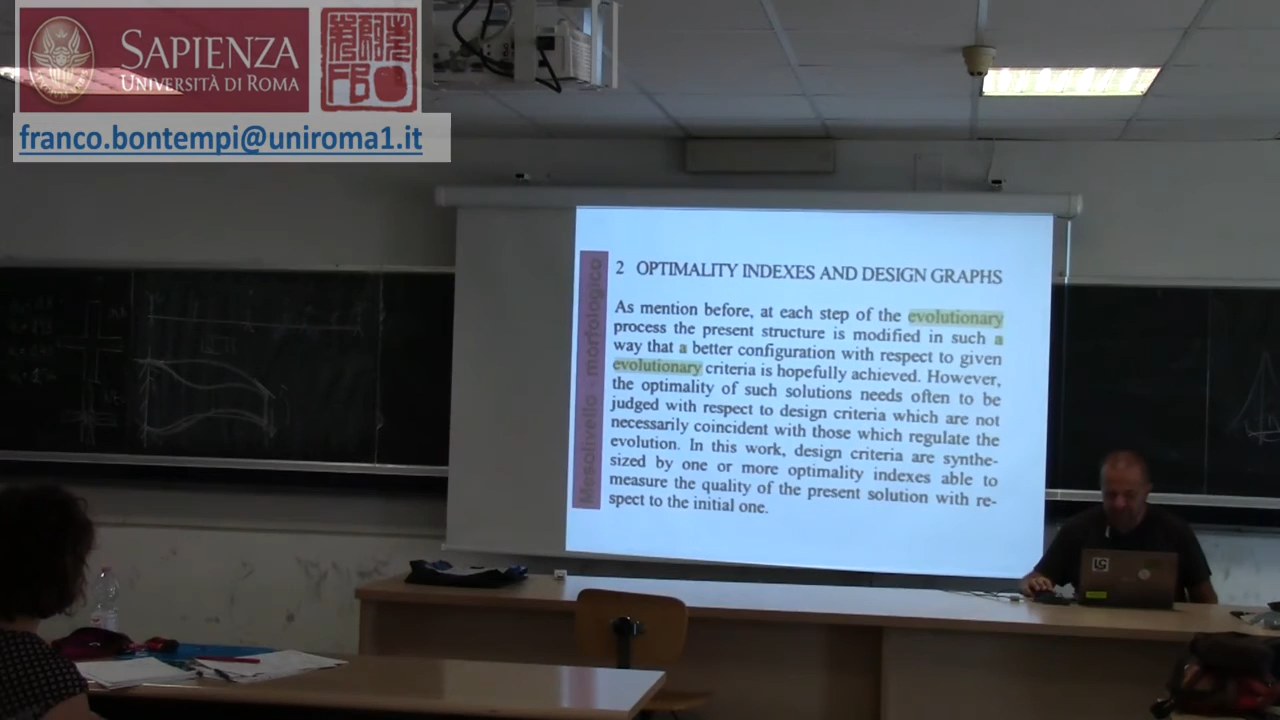 SAPIENZA
UNIVERSITÀ DI ROMA
FBO
franco.bontempi@uniroma1.it
Mesolivello - morfologico
2 OPTIMALITY INDEXES AND DESIGN GRAPHS
As mention before, at each step of the evolutionary
process the present structure is modified in such a
way that a better configuration with respect to given
evolutionary criteria is hopefully achieved. However,
the optimality of such solutions needs often to be
judged with respect to design criteria which are not
necessarily coincident with those which regulate the
evolution. In this work, design criteria are synthe-
sized by one or more optimality indexes able to
measure the quality of the present solution with re-
spect to the initial one.